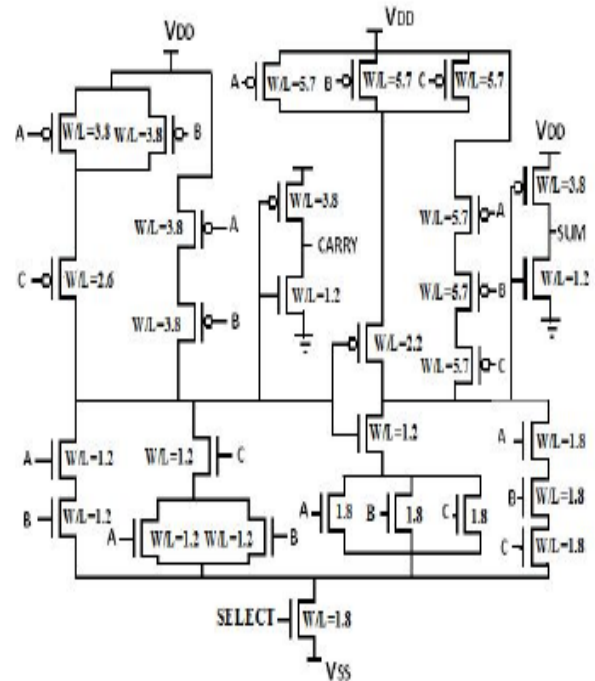 VDD
VDD
A
W/L=3.8
W/L=3.8
B
A
W/L=5.7
B
W/L=5.7
C
W/L=5.7
VDD
W/L=3.8
A
W/L=3.8
CARRY
W/L=5.7
A
W/L=3.8
SUM
C
W/L=2.6
W/L=3.8
B
W/L=1.2
W/L=5.7
B
W/L=1.2
W/L=2.2
W/L=5.7
C
A
W/L=1.2
W/L=1.2
C
W/L=1.2
A
W/L=1.8
B
W/L=1.2
A
W/L=1.2
W/L=1.2
B
A
1.8
B
1.8
C
1.8
B
W/L=1.8
C
W/L=1.8
SELECT
W/L=1.8
VSS